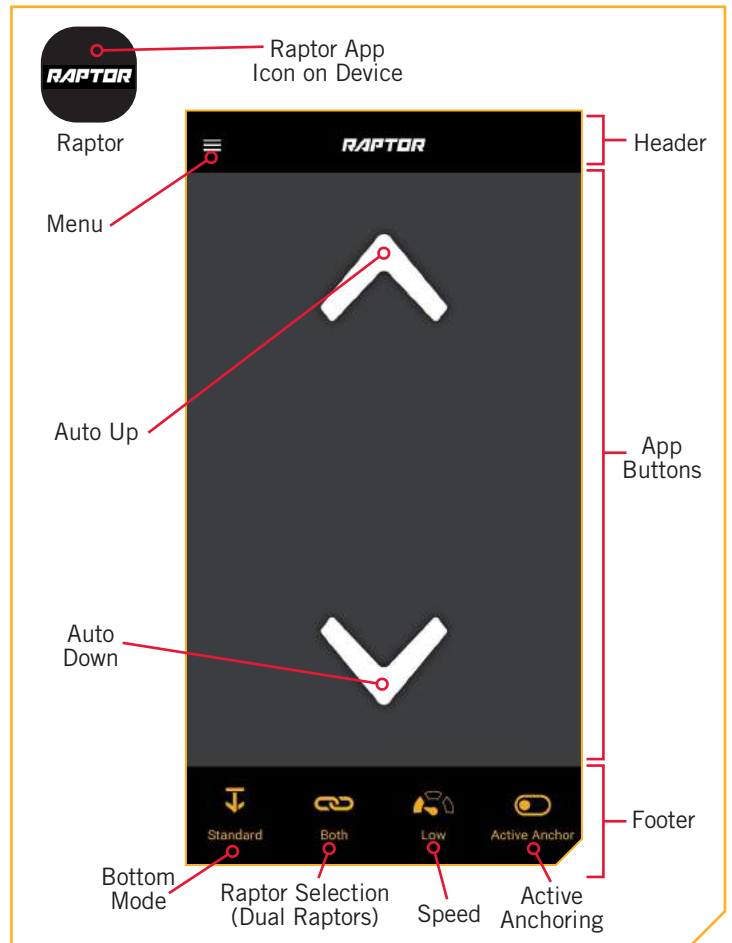 Raptor App
Icon on Device
RAPTOR
Raptor
RAPTOR
Header
Menu
Auto Up
App
Buttons
Auto
Down
Standard
Both
Low
Active Anchor
Footer
Bottom
Mode
Raptor Selection
(Dual Raptors)
Speed
Active
Anchoring